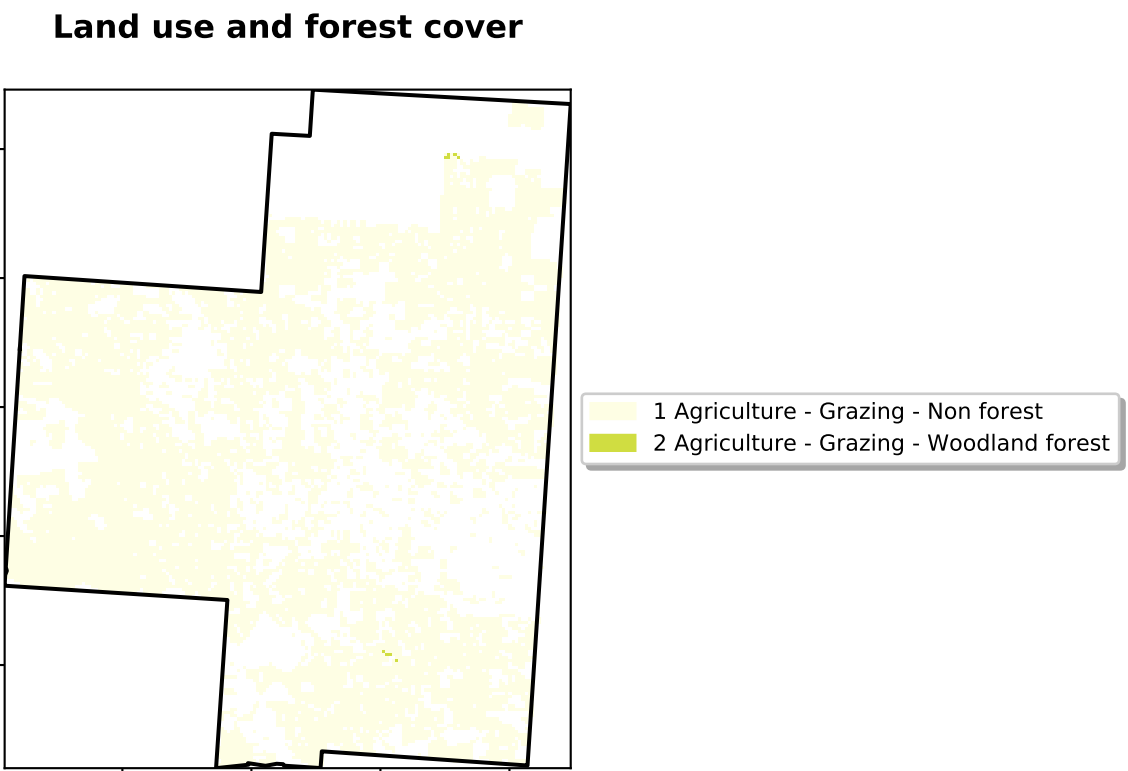 Land use and forest cover
1 Agriculture - Grazing - Non forest
2 Agriculture - Grazing - Woodland forest